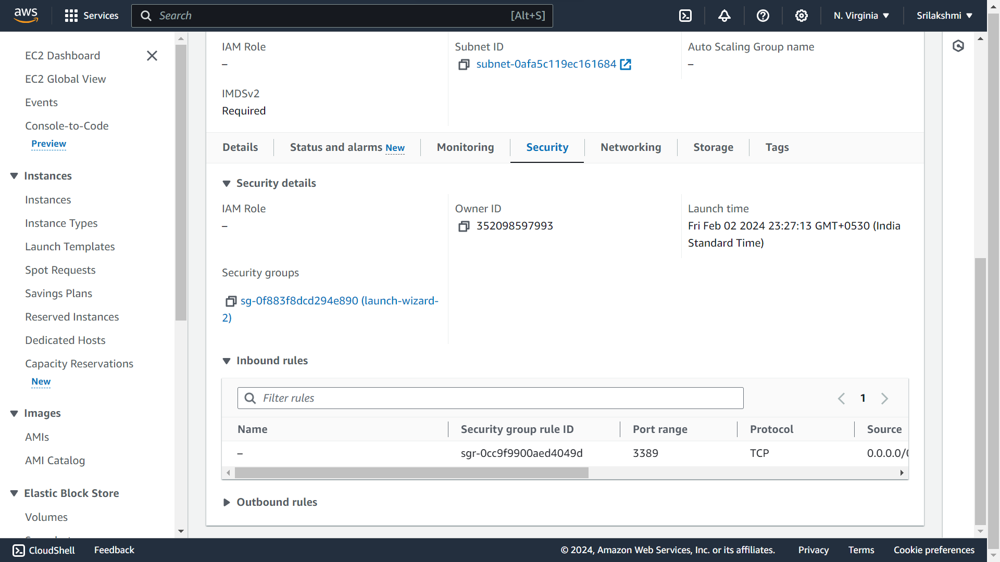 aws
Services
Search
[Alt+S]
N. Virginia
Srilakshmi
EC2 Dashboard
EC2 Global View
Events
Console-to-Code
Preview
Instances
Instances
Instance Types
Launch Templates
Spot Requests
Savings Plans
Reserved Instances
Dedicated Hosts
Capacity Reservations
New
Images
AMIs
AMI Catalog
Elastic Block Store
Volumes
IAM Role
–
Subnet ID
subnet-0afa5c119ec161684
Auto Scaling Group name
–
IMDSv2
Required
Details
Status and alarms New
Monitoring
Security
Networking
Storage
Tags
Security details
IAM Role
–
Owner ID
352098597993
Launch time
Fri Feb 02 2024 23:27:13 GMT+0530 (India
Standard Time)
Security groups
sg-0f883f8dcd294e890 (launch-wizard-
2)
Inbound rules
Filter rules
1
Name
Security group rule ID
Port range
Protocol
Source
–
sgr-0cc9f9900aed4049d
3389
TCP
0.0.0.0/
Outbound rules
CloudShell
Feedback
© 2024, Amazon Web Services, Inc. or its affiliates.
Privacy
Terms
Cookie preferences